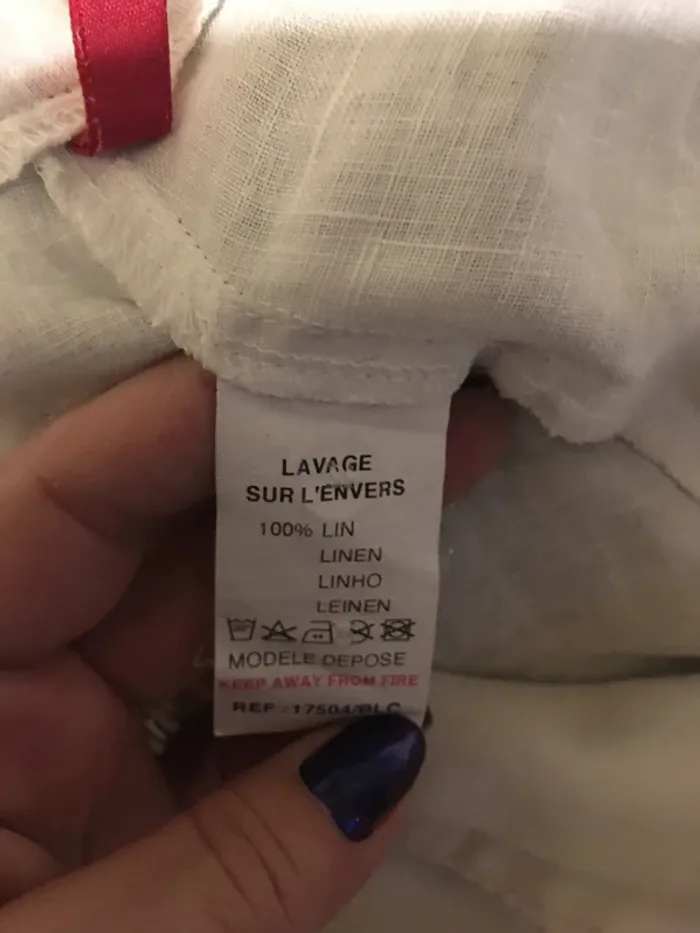 LAVAGE
SUR L'ENVERS
100% LIN
LINEN
LINHO
LEINEN
MODELE DEPOSE
KEEP AWAY FROM FIRE
REF : 17504/BLC